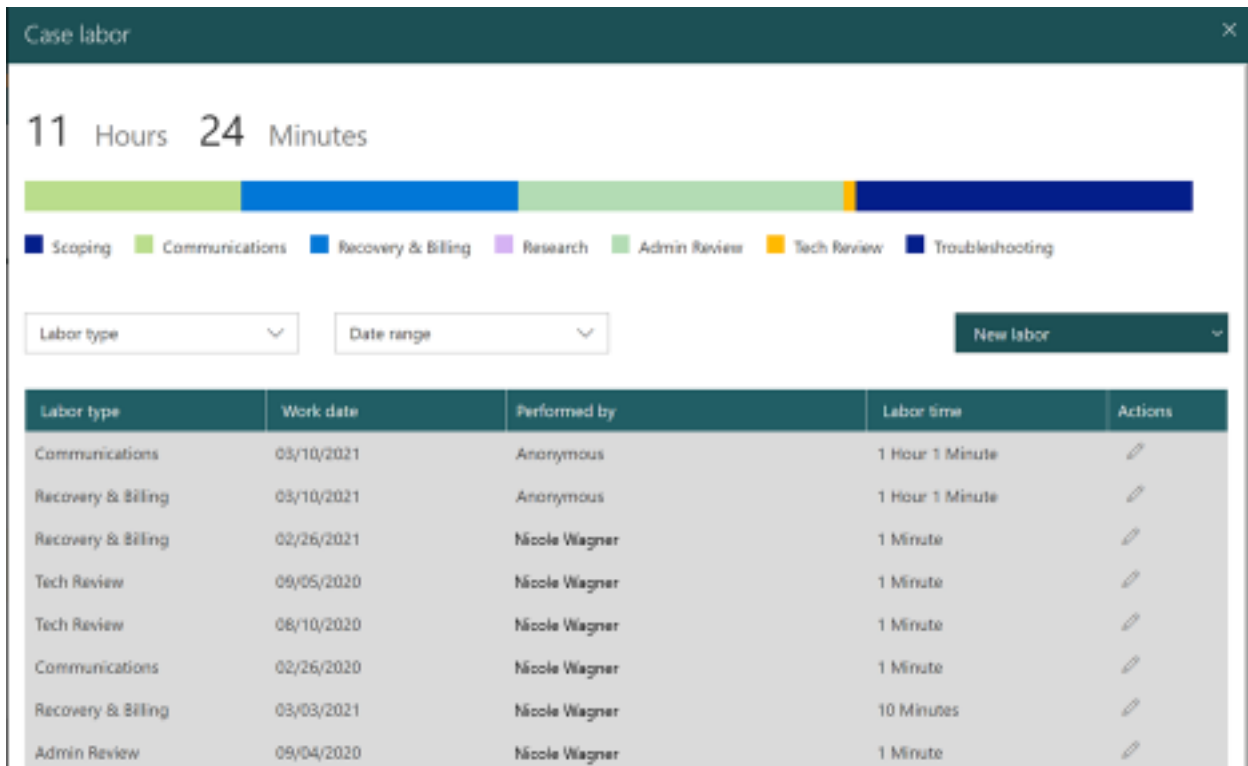 Case labor
11 Hours 24 Minutes
Scoping Communications Recovery & Billing Research Admin Review Tech Review Troubleshooting
Labor type Date range New labor
Labor type Work date Performed by Labor time Actions
Communications 03/10/2021 Anonymous 1 Hour 1 Minute
Recovery & Billing 03/10/2021 Anonymous 1 Hour 1 Minute
Recovery & Billing 02/26/2021 Nicole Wagner 1 Minute
Tech Review 09/05/2020 Nicole Wagner 1 Minute
Tech Review 08/10/2020 Nicole Wagner 1 Minute
Communications 02/26/2020 Nicole Wagner 1 Minute
Recovery & Billing 03/03/2021 Nicole Wagner 10 Minutes
Admin Review 09/04/2020 Nicole Wagner 1 Minute